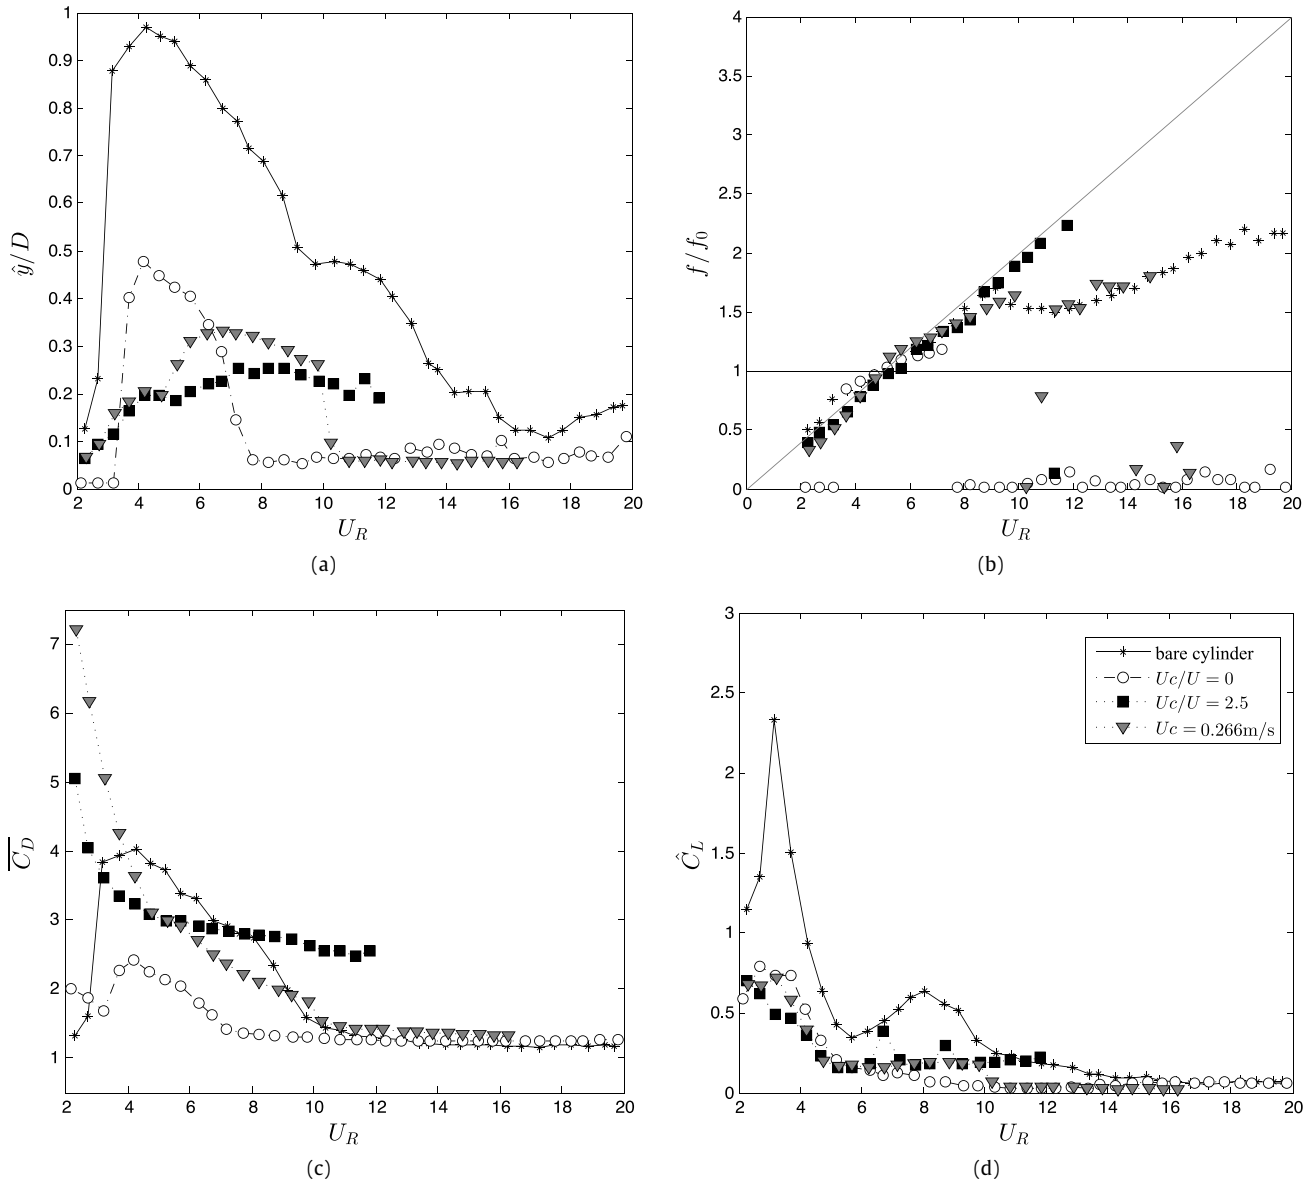 1
0.9
0.8
0.7
0.6
0.5
0.4
0.3
0.2
0.1
0
ŷ/D
2 4 6 8 10 12 14 16 18 20
U_R
(a)
4
3.5
3
2.5
2
1.5
1
0.5
0
f/f_0
0 2 4 6 8 10 12 14 16 18 20
U_R
(b)
7
6
5
4
3
2
1
\overline{C_D}
2 4 6 8 10 12 14 16 18 20
U_R
(c)
3
2.5
2
1.5
1
0.5
0
Ĉ_L
bare cylinder
Uc/U = 0
Uc/U = 2.5
Uc = 0.266m/s
2 4 6 8 10 12 14 16 18 20
U_R
(d)